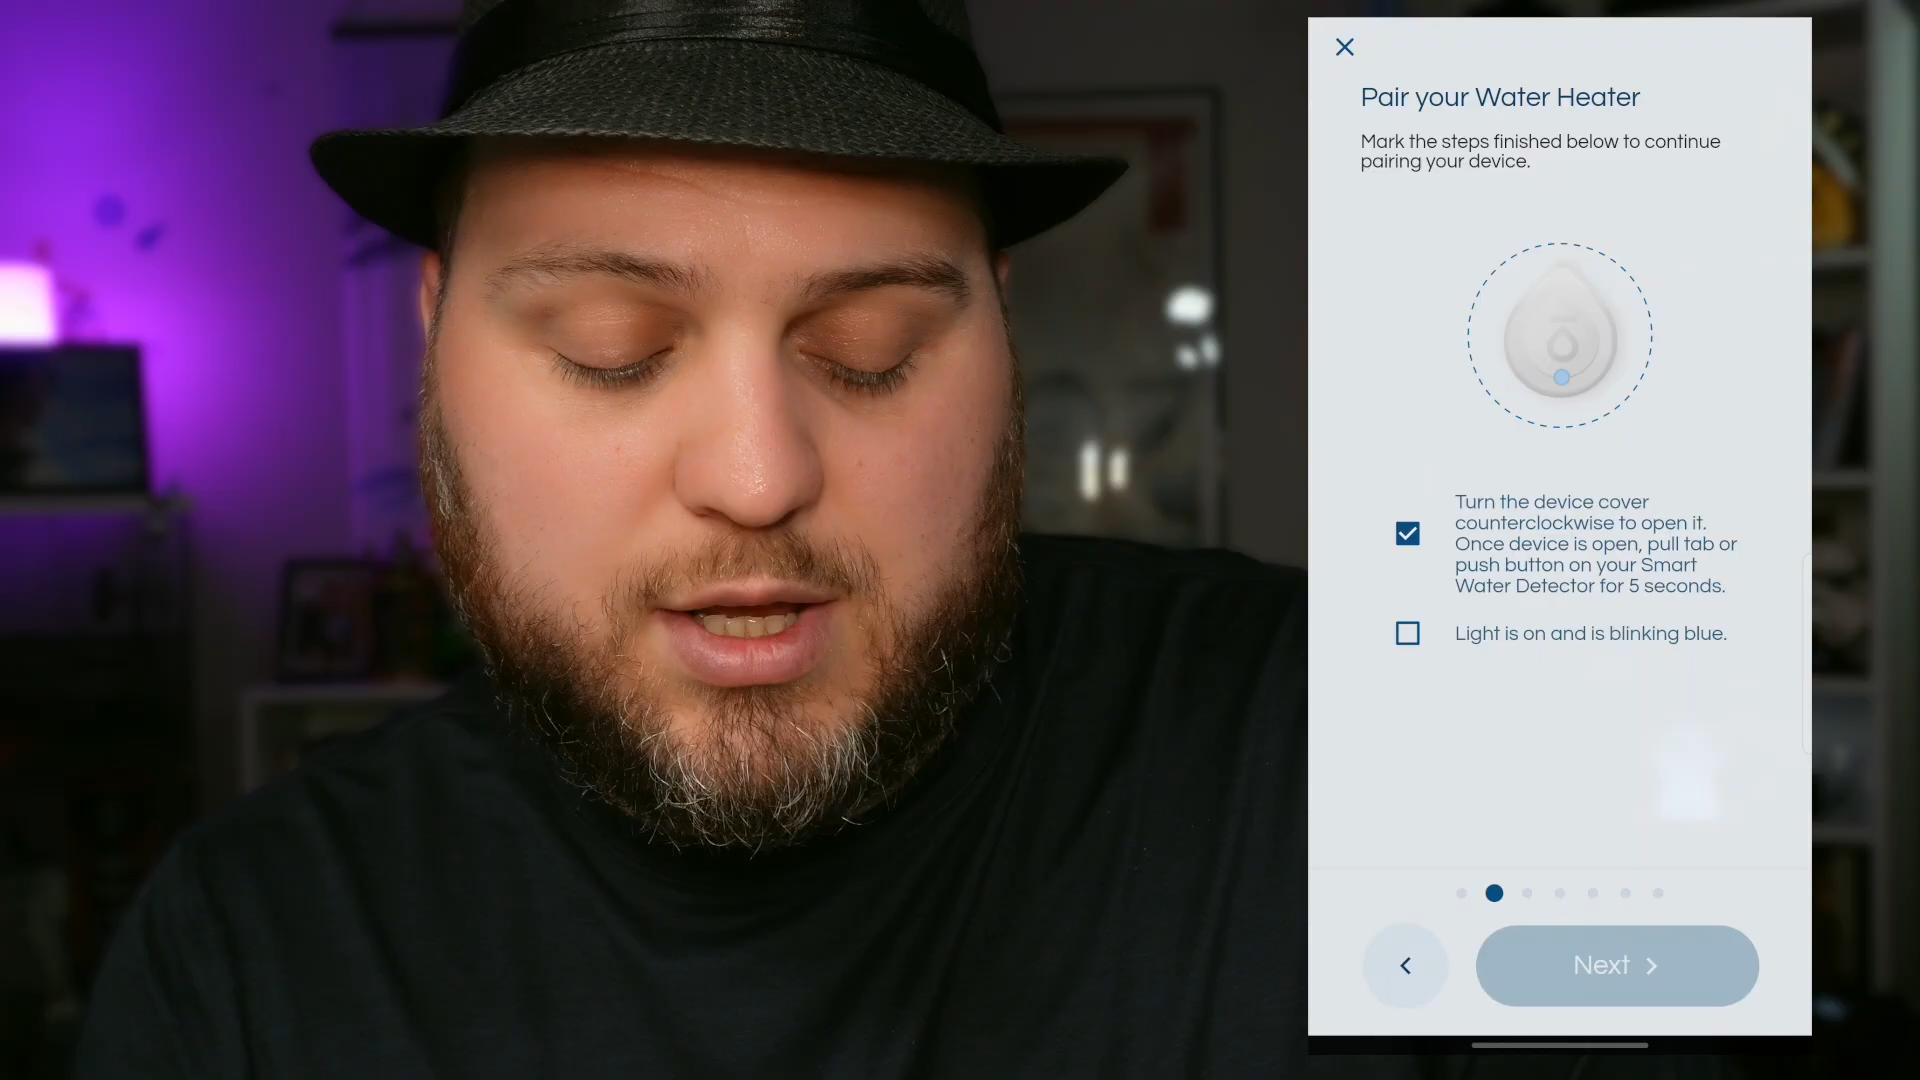 Pair your Water Heater
Mark the steps finished below to continue
pairing your device.
Turn the device cover
counterclockwise to open it.
Once device is open, pull tab or
push button on your Smart
Water Detector for 5 seconds.
Light is on and is blinking blue.
Next